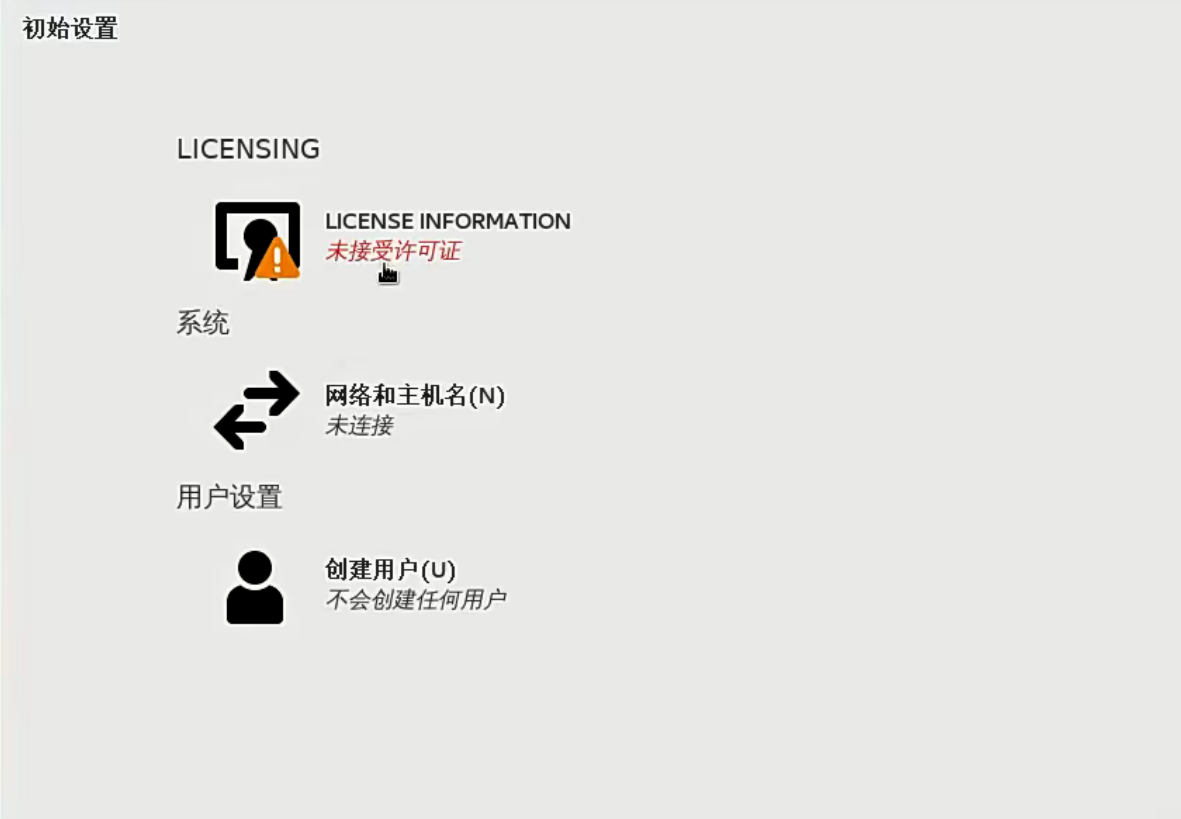 初始设置
LICENSING
LICENSE INFORMATION
未接受许可证
系统
网络和主机名(N)
未连接
用户设置
创建用户(U)
不会创建任何用户